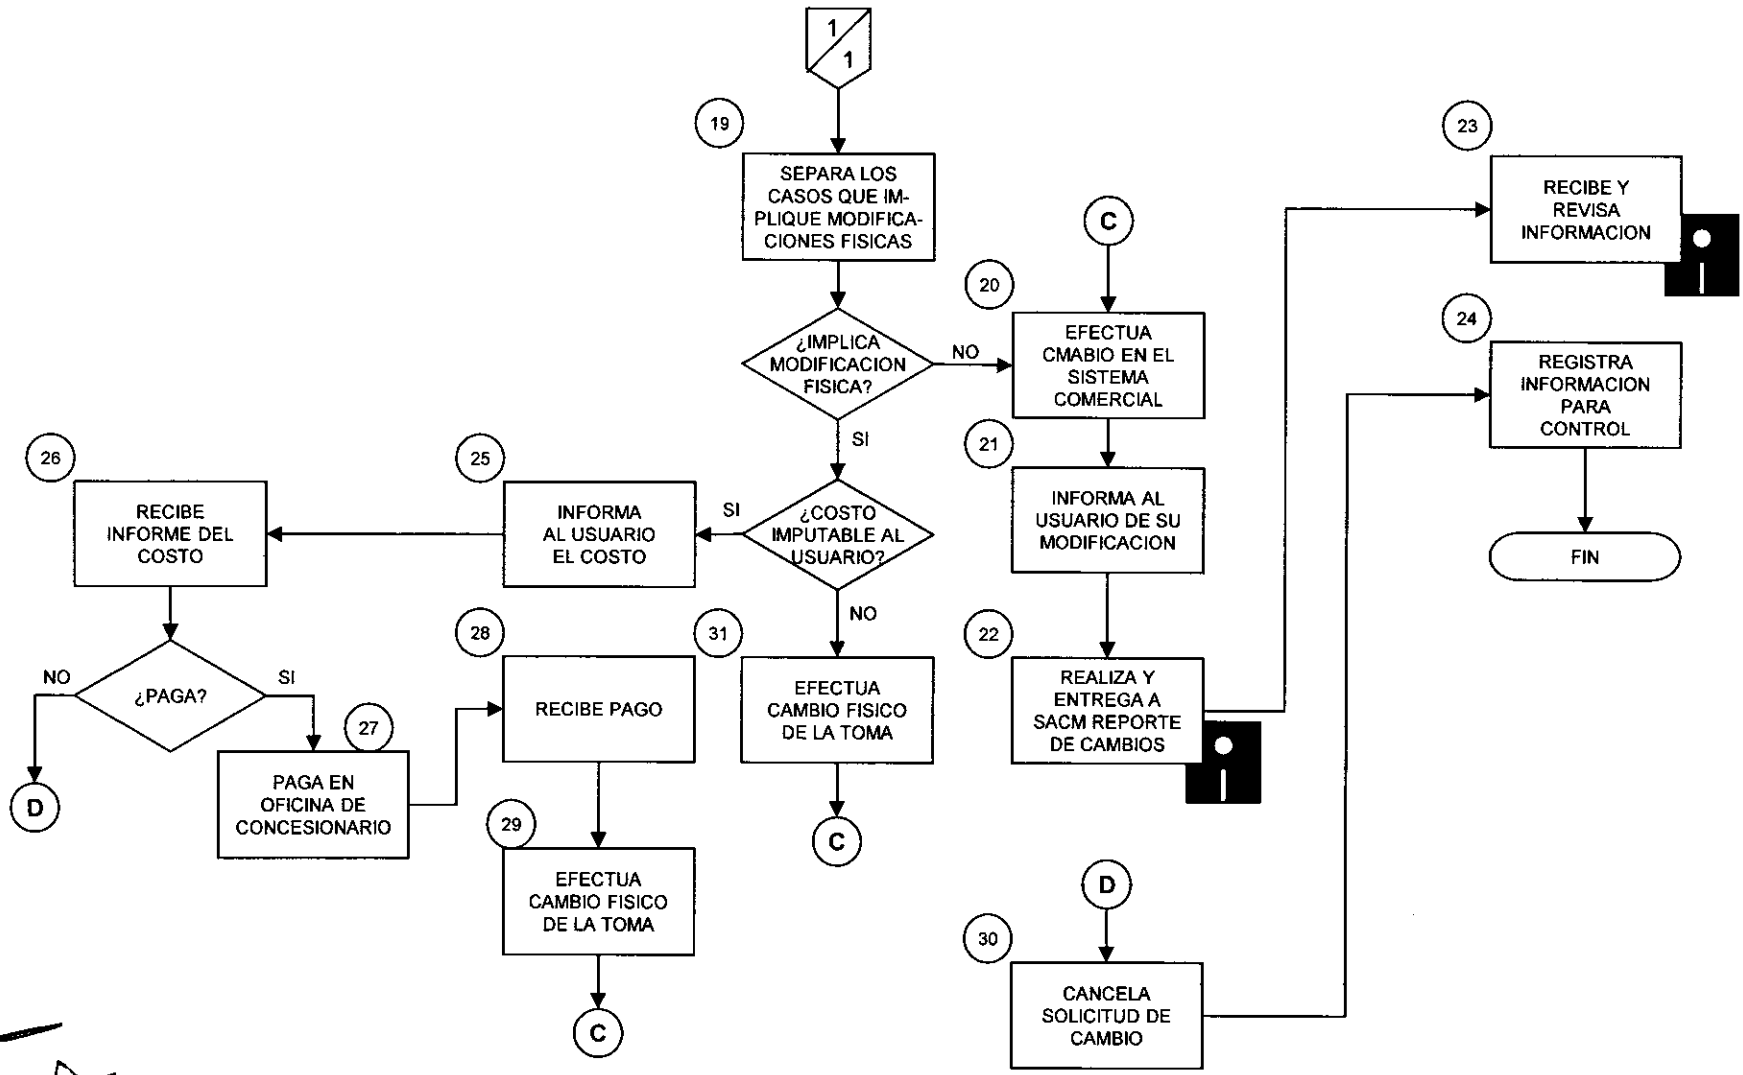 1
1
19
SEPARA LOS
CASOS QUE IM-
PLIQUE MODIFICA-
CIONES FISICAS
¿IMPLICA
MODIFICACION
FISICA?
NO
SI
C
20
EFECTUA
CMABIO EN EL
SISTEMA
COMERCIAL
21
INFORMA AL
USUARIO DE SU
MODIFICACION
22
REALIZA Y
ENTREGA A
SACM REPORTE
DE CAMBIOS
23
RECIBE Y
REVISA
INFORMACION
24
REGISTRA
INFORMACION
PARA
CONTROL
FIN
¿COSTO
IMPUTABLE AL
USUARIO?
SI
NO
25
INFORMA
AL USUARIO
EL COSTO
26
RECIBE
INFORME DEL
COSTO
¿PAGA?
NO
SI
D
27
PAGA EN
OFICINA DE
CONCESIONARIO
28
RECIBE PAGO
29
EFECTUA
CAMBIO FISICO
DE LA TOMA
C
31
EFECTUA
CAMBIO FISICO
DE LA TOMA
C
D
30
CANCELA
SOLICITUD DE
CAMBIO